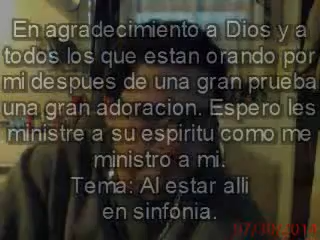 En agradecimiento a Dios y a
todos los que estan orando por
mi despues de una gran prueba
una gran adoracion. Espero les
ministre a su espiritu como me
ministro a mi.
Tema: Al estar alli
en sinfonia.